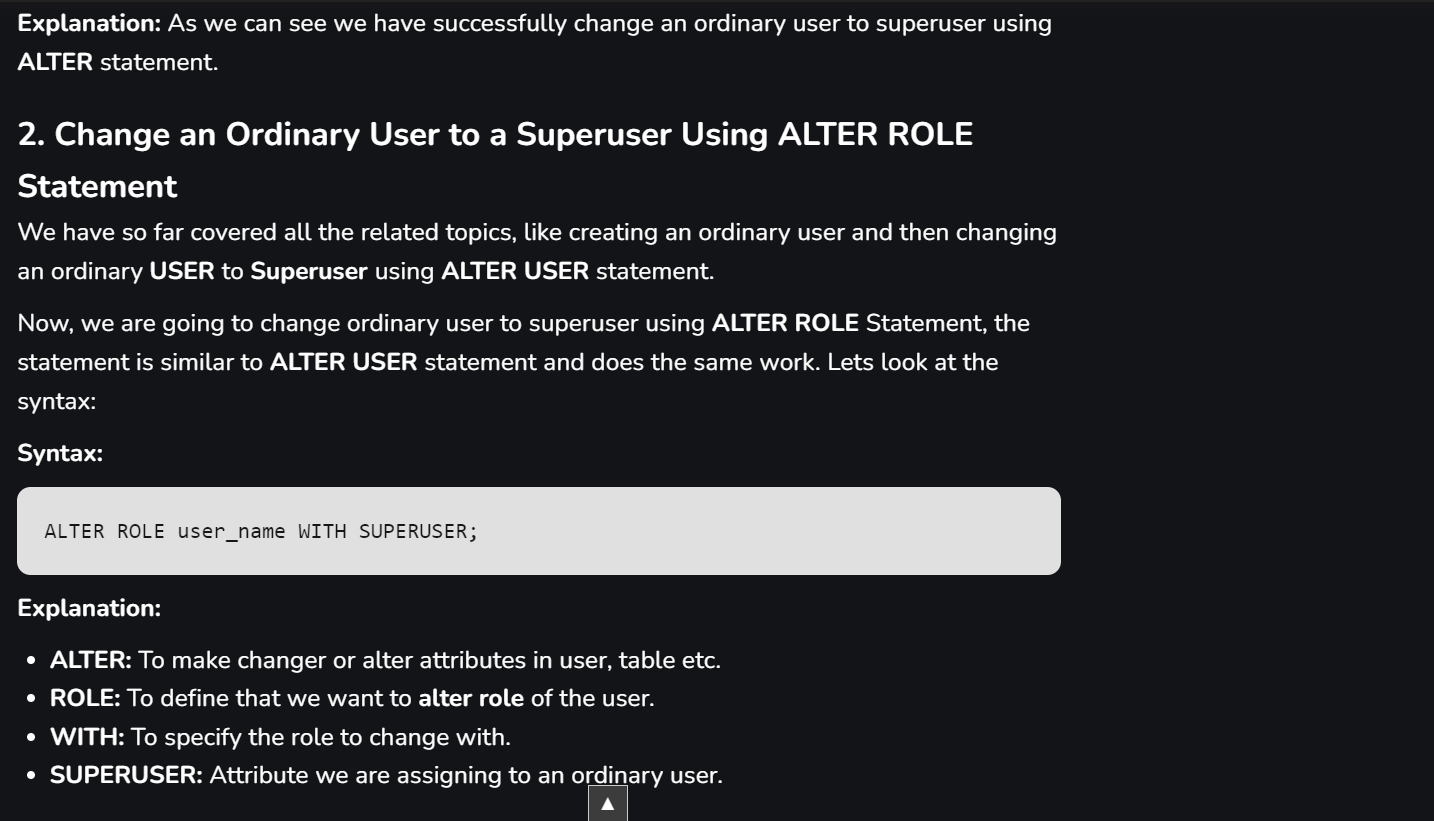 Explanation: As we can see we have successfully change an ordinary user to superuser using
ALTER statement.
2. Change an Ordinary User to a Superuser Using ALTER ROLE
Statement
We have so far covered all the related topics, like creating an ordinary user and then changing
an ordinary USER to Superuser using ALTER USER statement.
Now, we are going to change ordinary user to superuser using ALTER ROLE Statement, the
statement is similar to ALTER USER statement and does the same work. Lets look at the
syntax:
Syntax:
ALTER ROLE user_name WITH SUPERUSER;
Explanation:
• ALTER: To make changer or alter attributes in user, table etc.
• ROLE: To define that we want to alter role of the user.
• WITH: To specify the role to change with.
• SUPERUSER: Attribute we are assigning to an ordinary user.